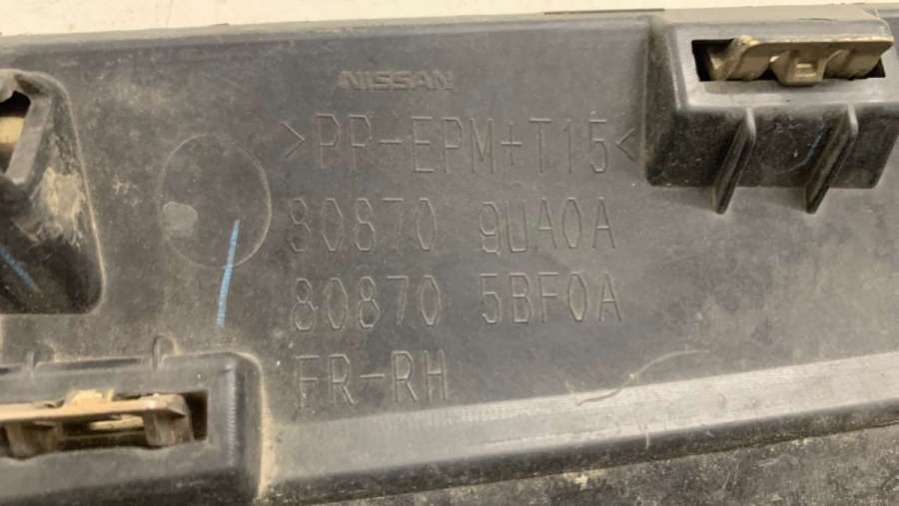 NISSAN
>PP-EPM+T15<
80870 9UA0A
80870 5BF0A
FR-RH